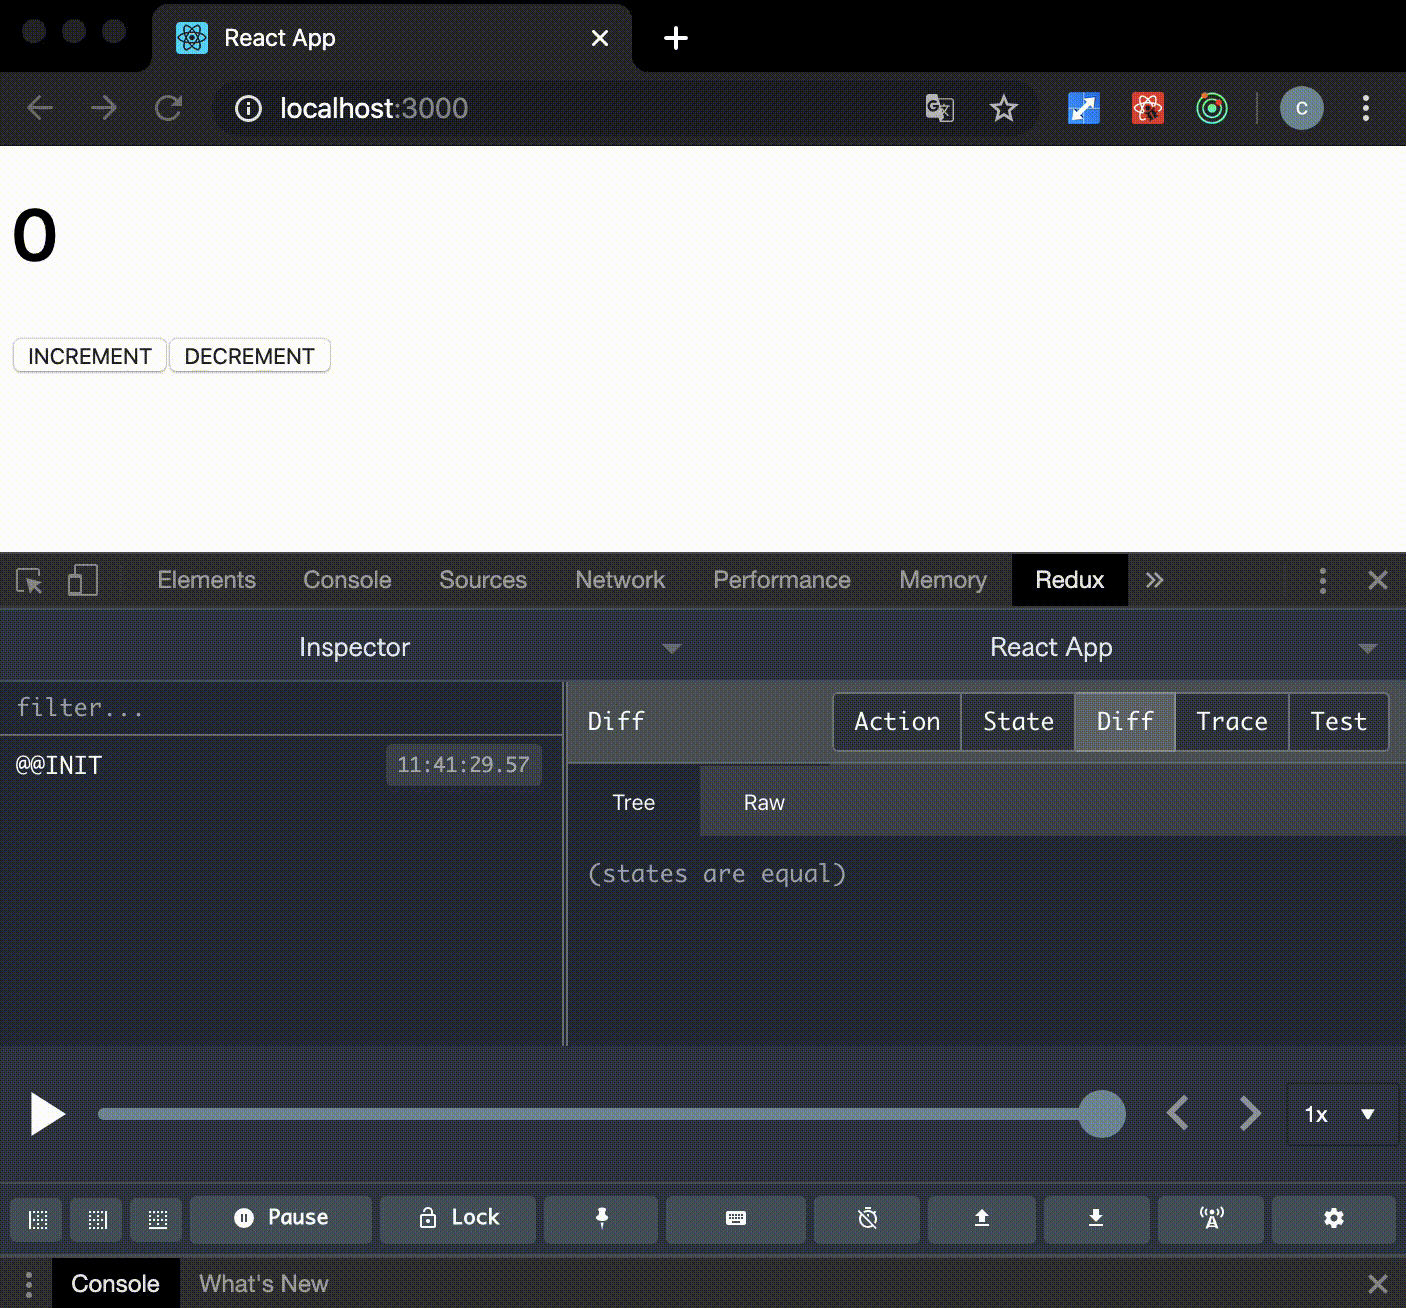 React App
localhost:3000
C
0
INCREMENT DECREMENT
Elements Console Sources Network Performance Memory Redux
Inspector React App
filter...
Diff Action State Diff Trace Test
@@INIT 11:41:29.57
Tree Raw
(states are equal)
1x
Pause Lock
Console What's New